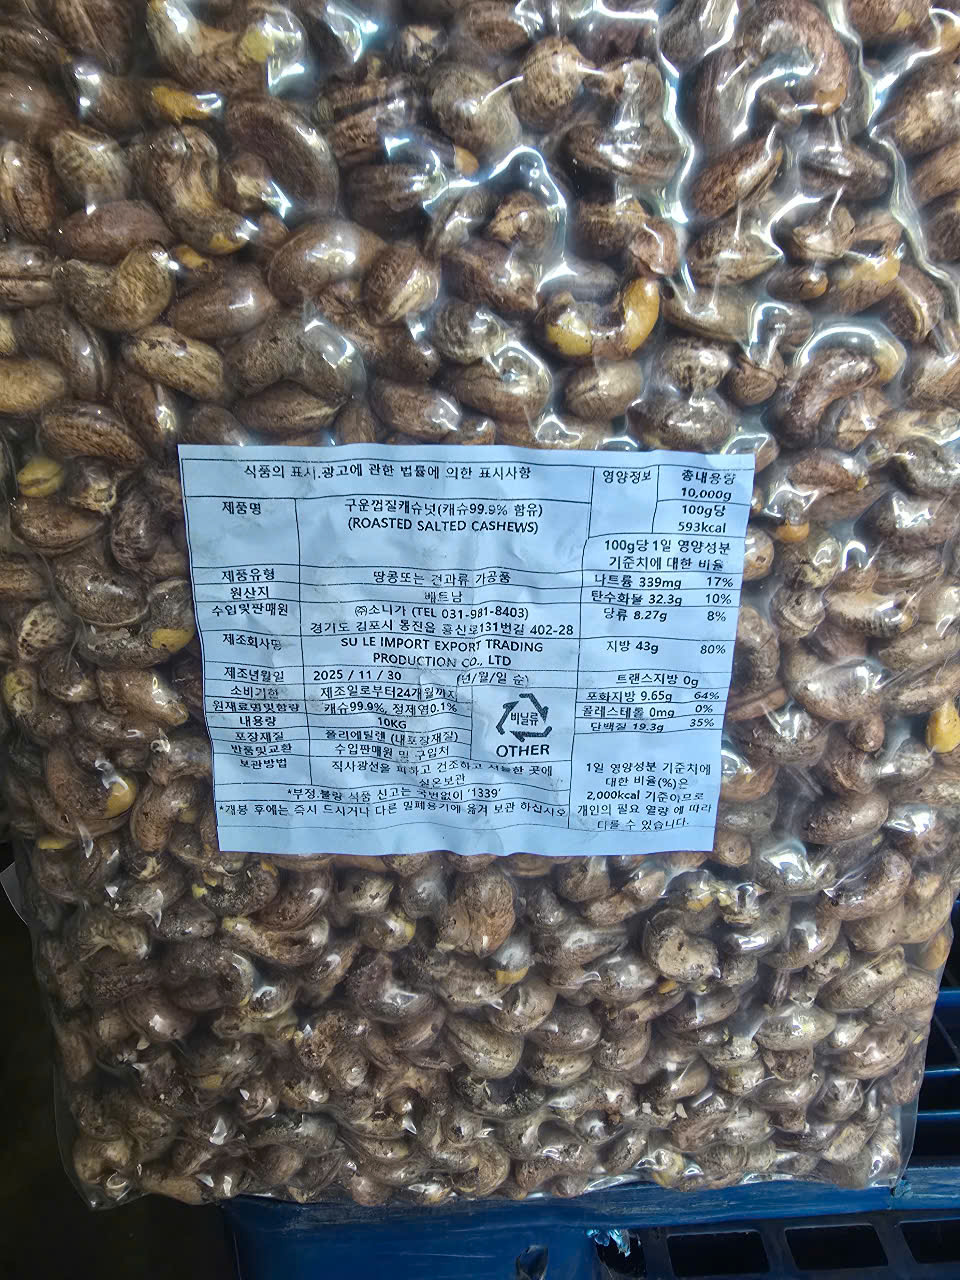 식품의 표시.광고에 관한 법률에 의한 표시사항
제품명
구운껍질캐슈넛(캐슈99.9% 함유)
(ROASTED SALTED CASHEWS)
제품유형
땅콩또는 견과류 가공품
원산지
베트남
수입및판매원
㈜소니가 (TEL 031-981-8403)
경기도 김포시 통진읍 흥신로131번길 402-28
제조회사명
SU LE IMPORT EXPORT TRADING
PRODUCTION CO., LTD
제조년월일
2025 / 11 / 30
(년/월/일 순)
소비기한
제조일로부터24개월까지
원재료명및함량
캐슈99.9%, 정제염0.1%
내용량
10KG
포장재질
폴리에틸렌 (내포장재질)
반품및교환
수입판매원 및 구입처
비닐류
OTHER
보관방법
직사광선을 피하고 건조하고 서늘한 곳에
실온보관
*부정.불량 식품 신고는 국번없이 '1339'
*개봉 후에는 즉시 드시거나 다른 밀폐용기에 옮겨 보관 하십시오
영양정보
총내용량
10,000g
100g당
593kcal
100g당 1일 영양성분
기준치에 대한 비율
나트륨 339mg 17%
탄수화물 32.3g 10%
당류 8.27g 8%
지방 43g 80%
트랜스지방 0g
포화지방 9.65g 64%
콜레스테롤 0mg 0%
단백질 19.3g 35%
1일 영양성분 기준치에
대한 비율(%)은
2,000kcal 기준이므로
개인의 필요 열량 에 따라
다를 수 있습니다.